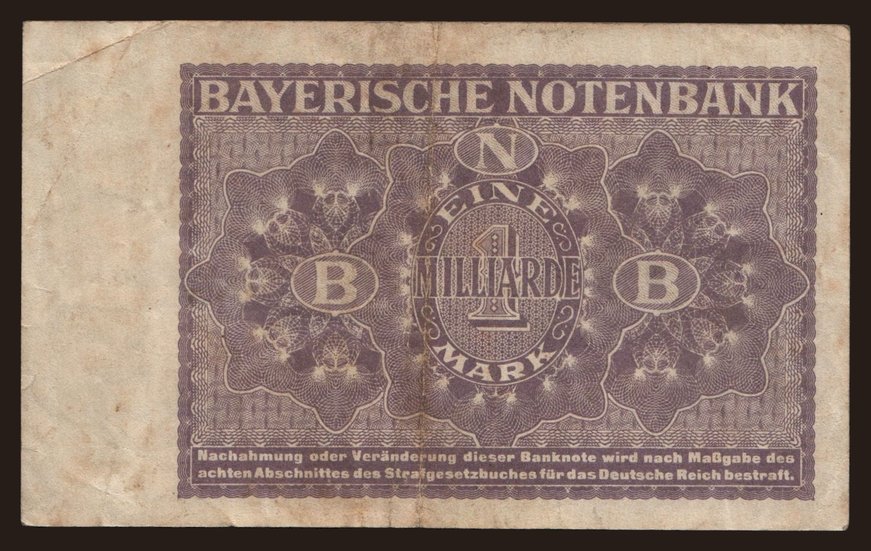 BAYERISCHE NOTENBANK
N
EINE
B
1
MILLIARDE
B
MARK
Nachahmung oder Veränderung dieser Banknote wird nach Maßgabe des
achten Abschnittes des Strafgesetzbuches für das Deutsche Reich bestraft.